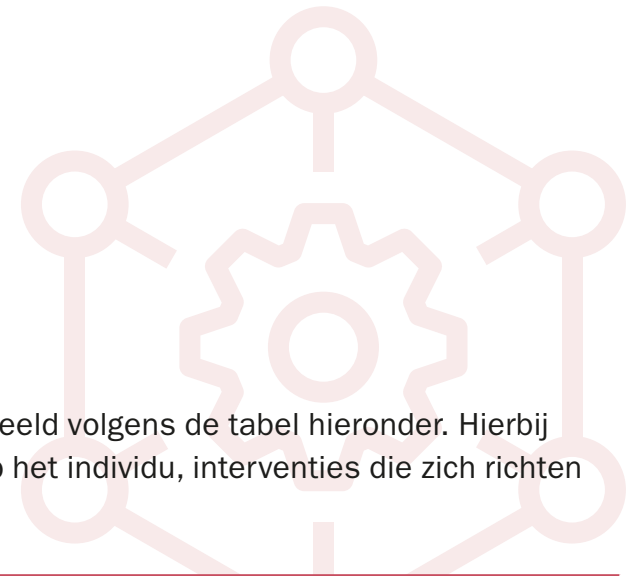 eeld volgens de tabel hieronder. Hierbij
het individu, interventies die zich richten